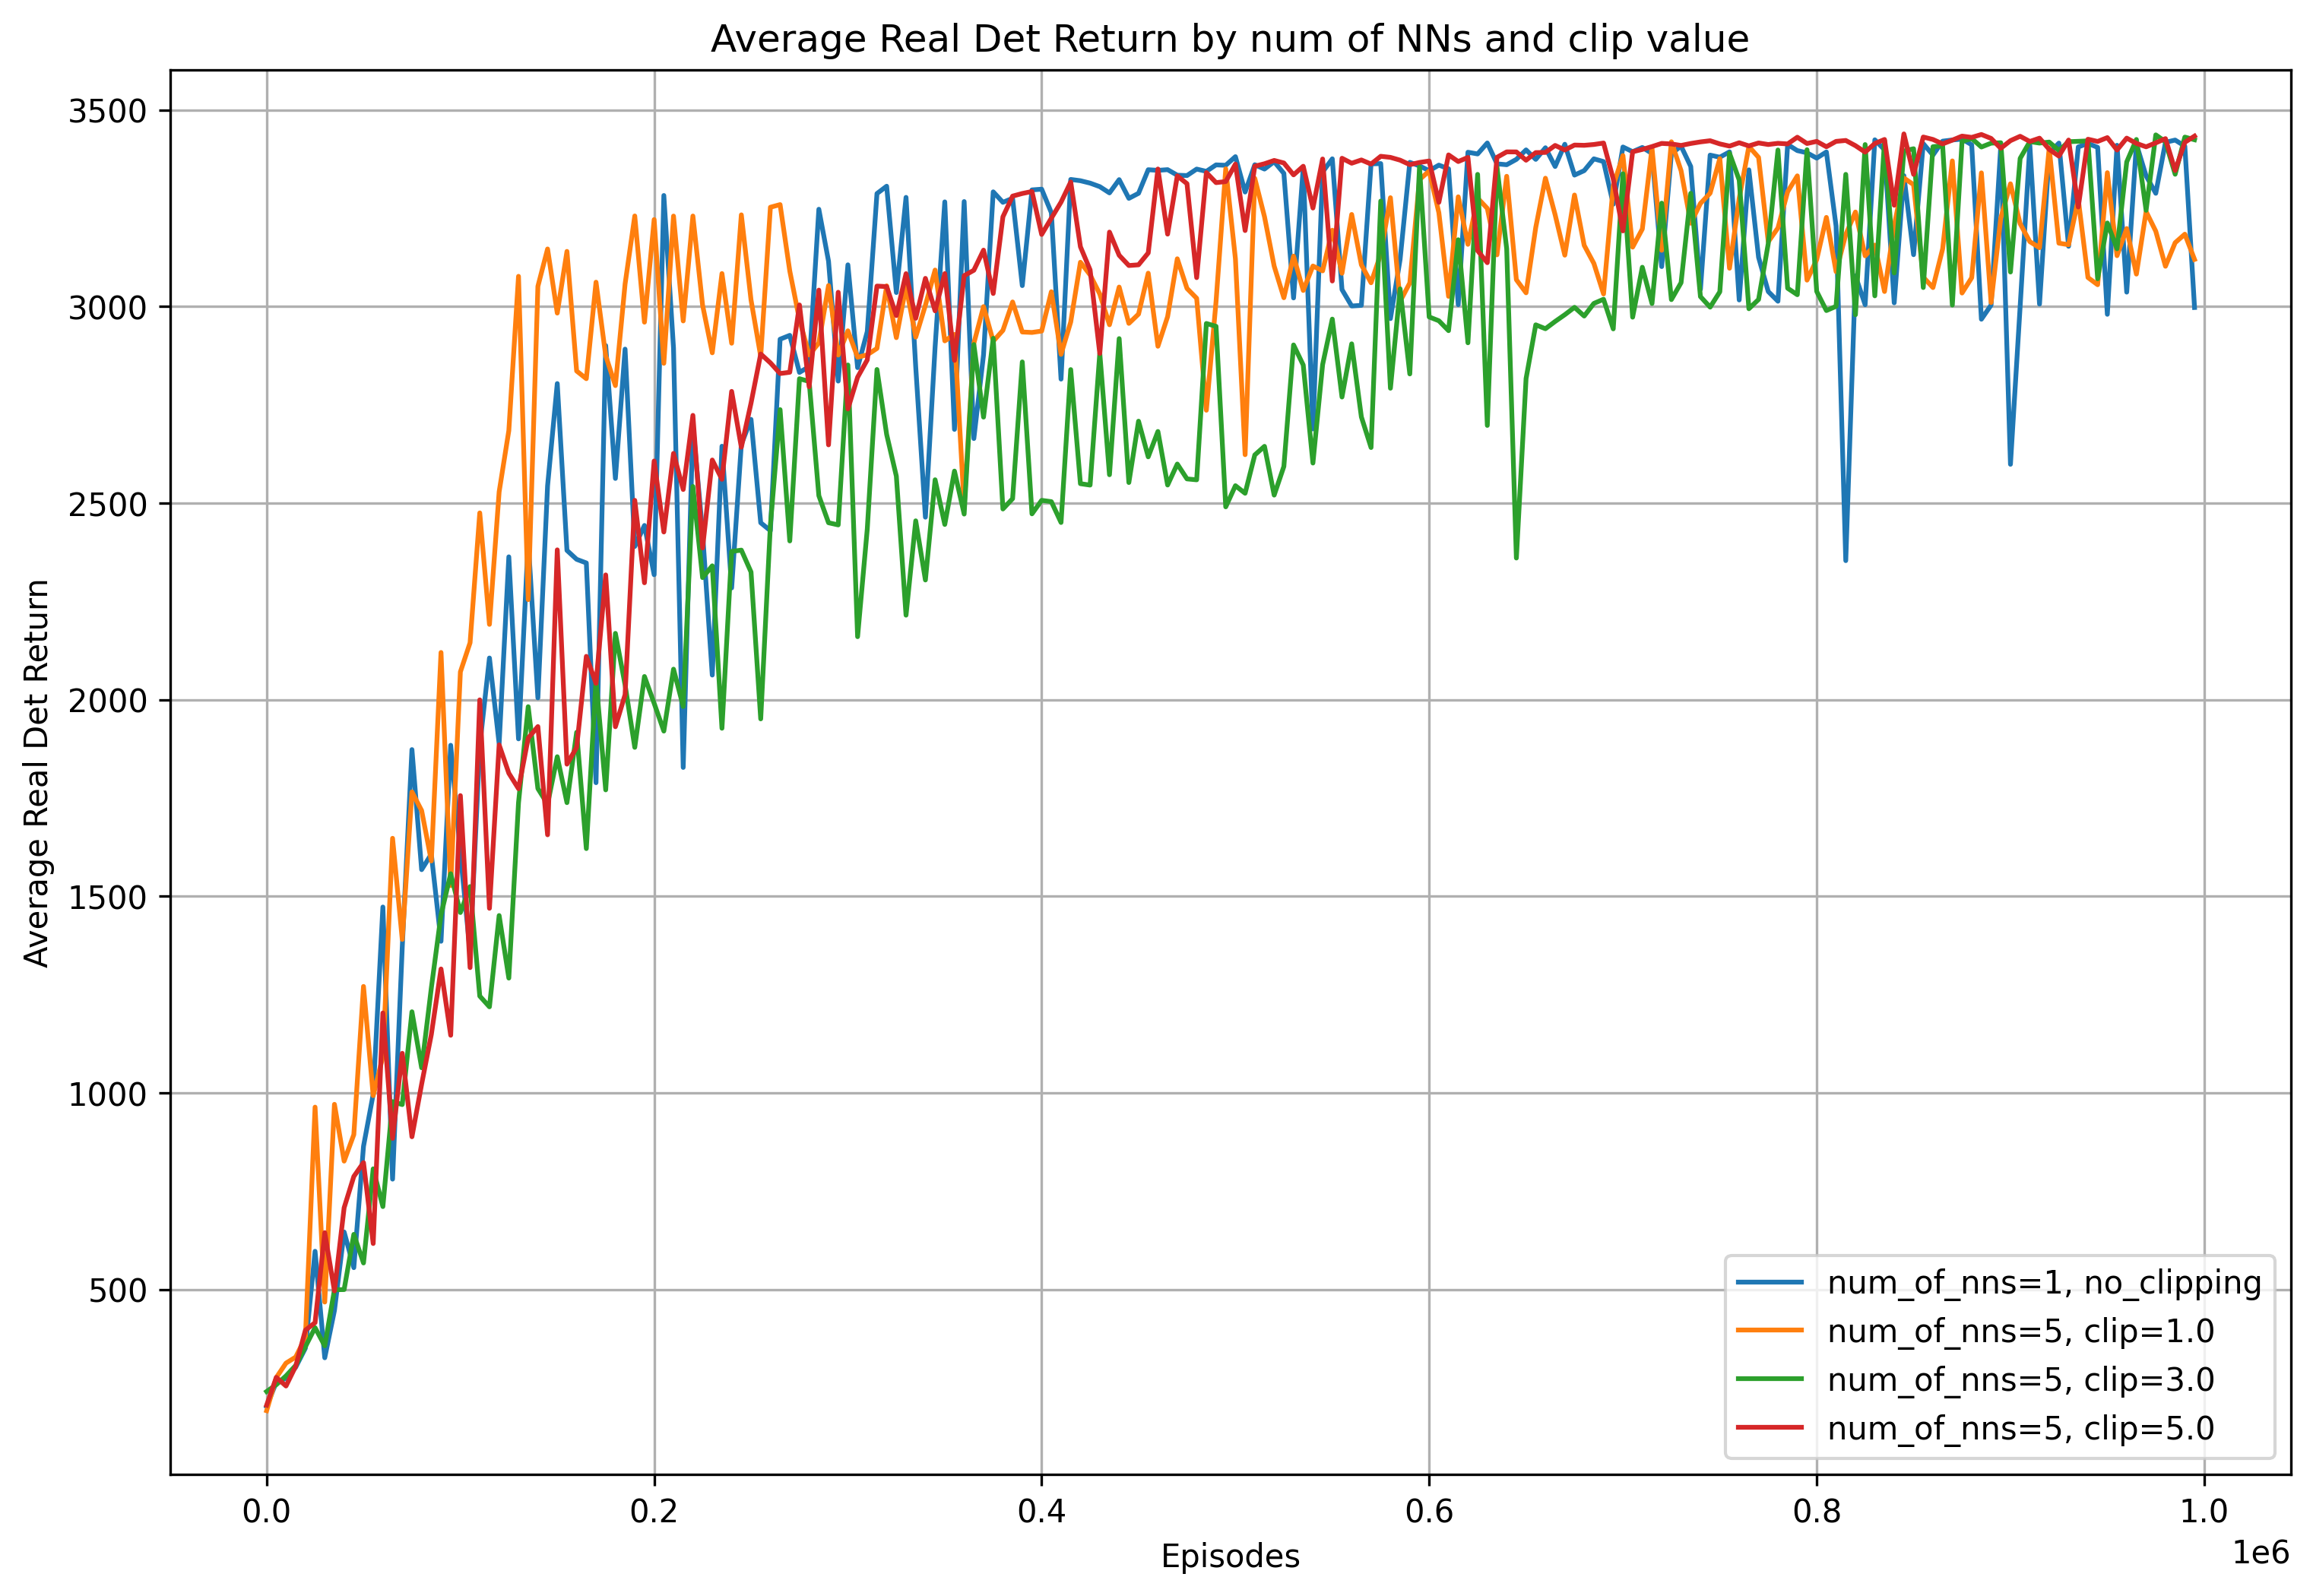 Average Real Det Return by num of NNs and clip value
Average Real Det Return
3500
3000
2500
2000
1500
1000
500
num_of_nns=1, no_clipping
num_of_nns=5, clip=1.0
num_of_nns=5, clip=3.0
num_of_nns=5, clip=5.0
0.0 0.2 0.4 0.6 0.8 1.0
Episodes
1e6